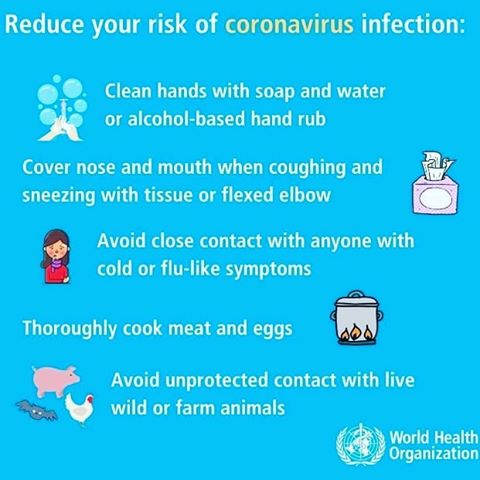 Reduce your risk of coronavirus infection:
Clean hands with soap and water
or alcohol-based hand rub
Cover nose and mouth when coughing and
sneezing with tissue or flexed elbow
Avoid close contact with anyone with
cold or flu-like symptoms
Thoroughly cook meat and eggs
Avoid unprotected contact with live
wild or farm animals
World Health
Organization